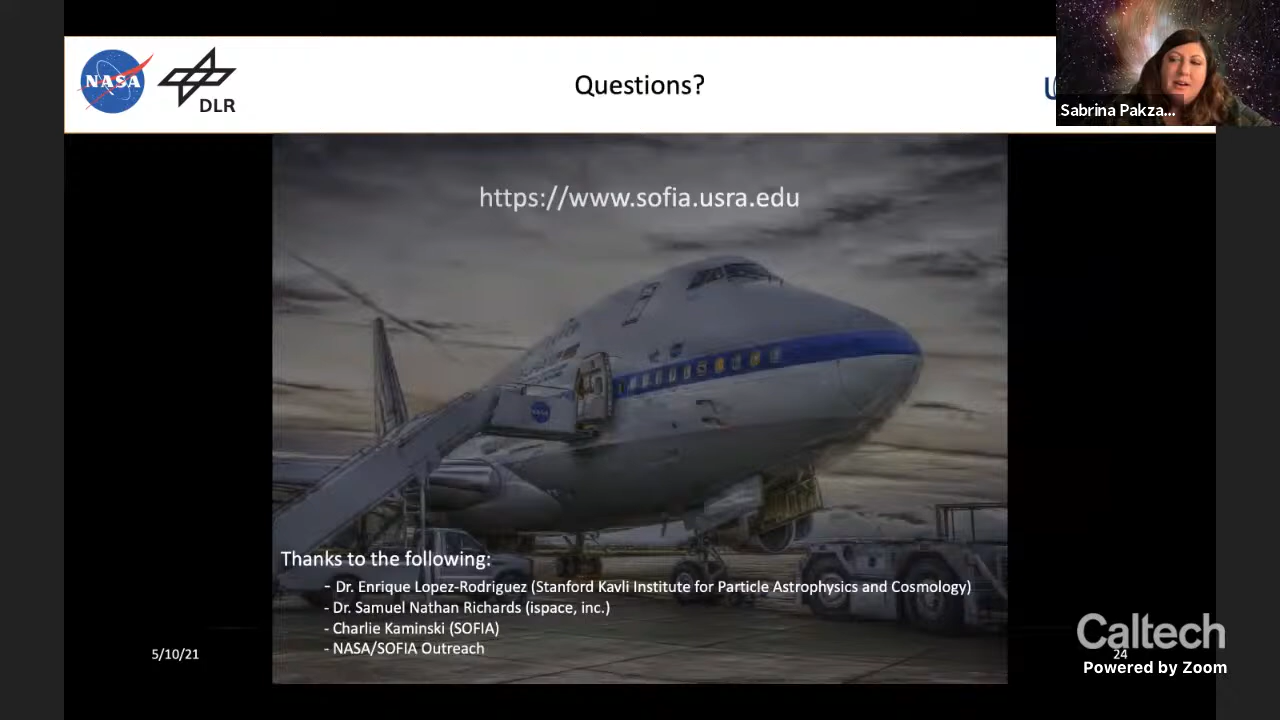 NASA
DLR
Questions?
Sabrina Pakza...
https://www.sofia.usra.edu
NASA
Thanks to the following:
- Dr. Enrique Lopez-Rodriguez (Stanford Kavli Institute for Particle Astrophysics and Cosmology)
- Dr. Samuel Nathan Richards (ispace, inc.)
- Charlie Kaminski (SOFIA)
- NASA/SOFIA Outreach
5/10/21
Caltech
24
Powered by Zoom